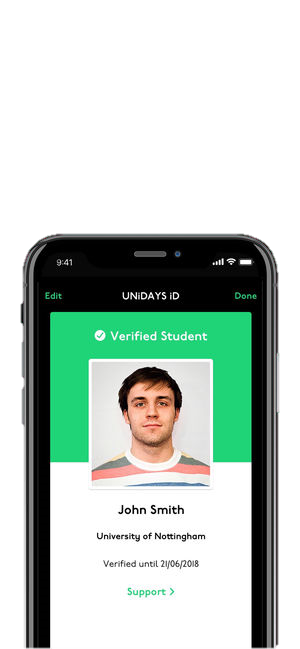 9:41
Edit UNiDAYS iD Done
Verified Student
John Smith
University of Nottingham
Verified until 21/06/2018
Support